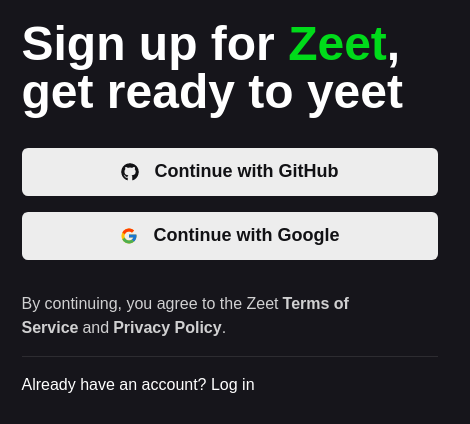 Sign up for Zeet,
get ready to yeet
Continue with GitHub
Continue with Google
By continuing, you agree to the Zeet Terms of
Service and Privacy Policy.
Already have an account? Log in